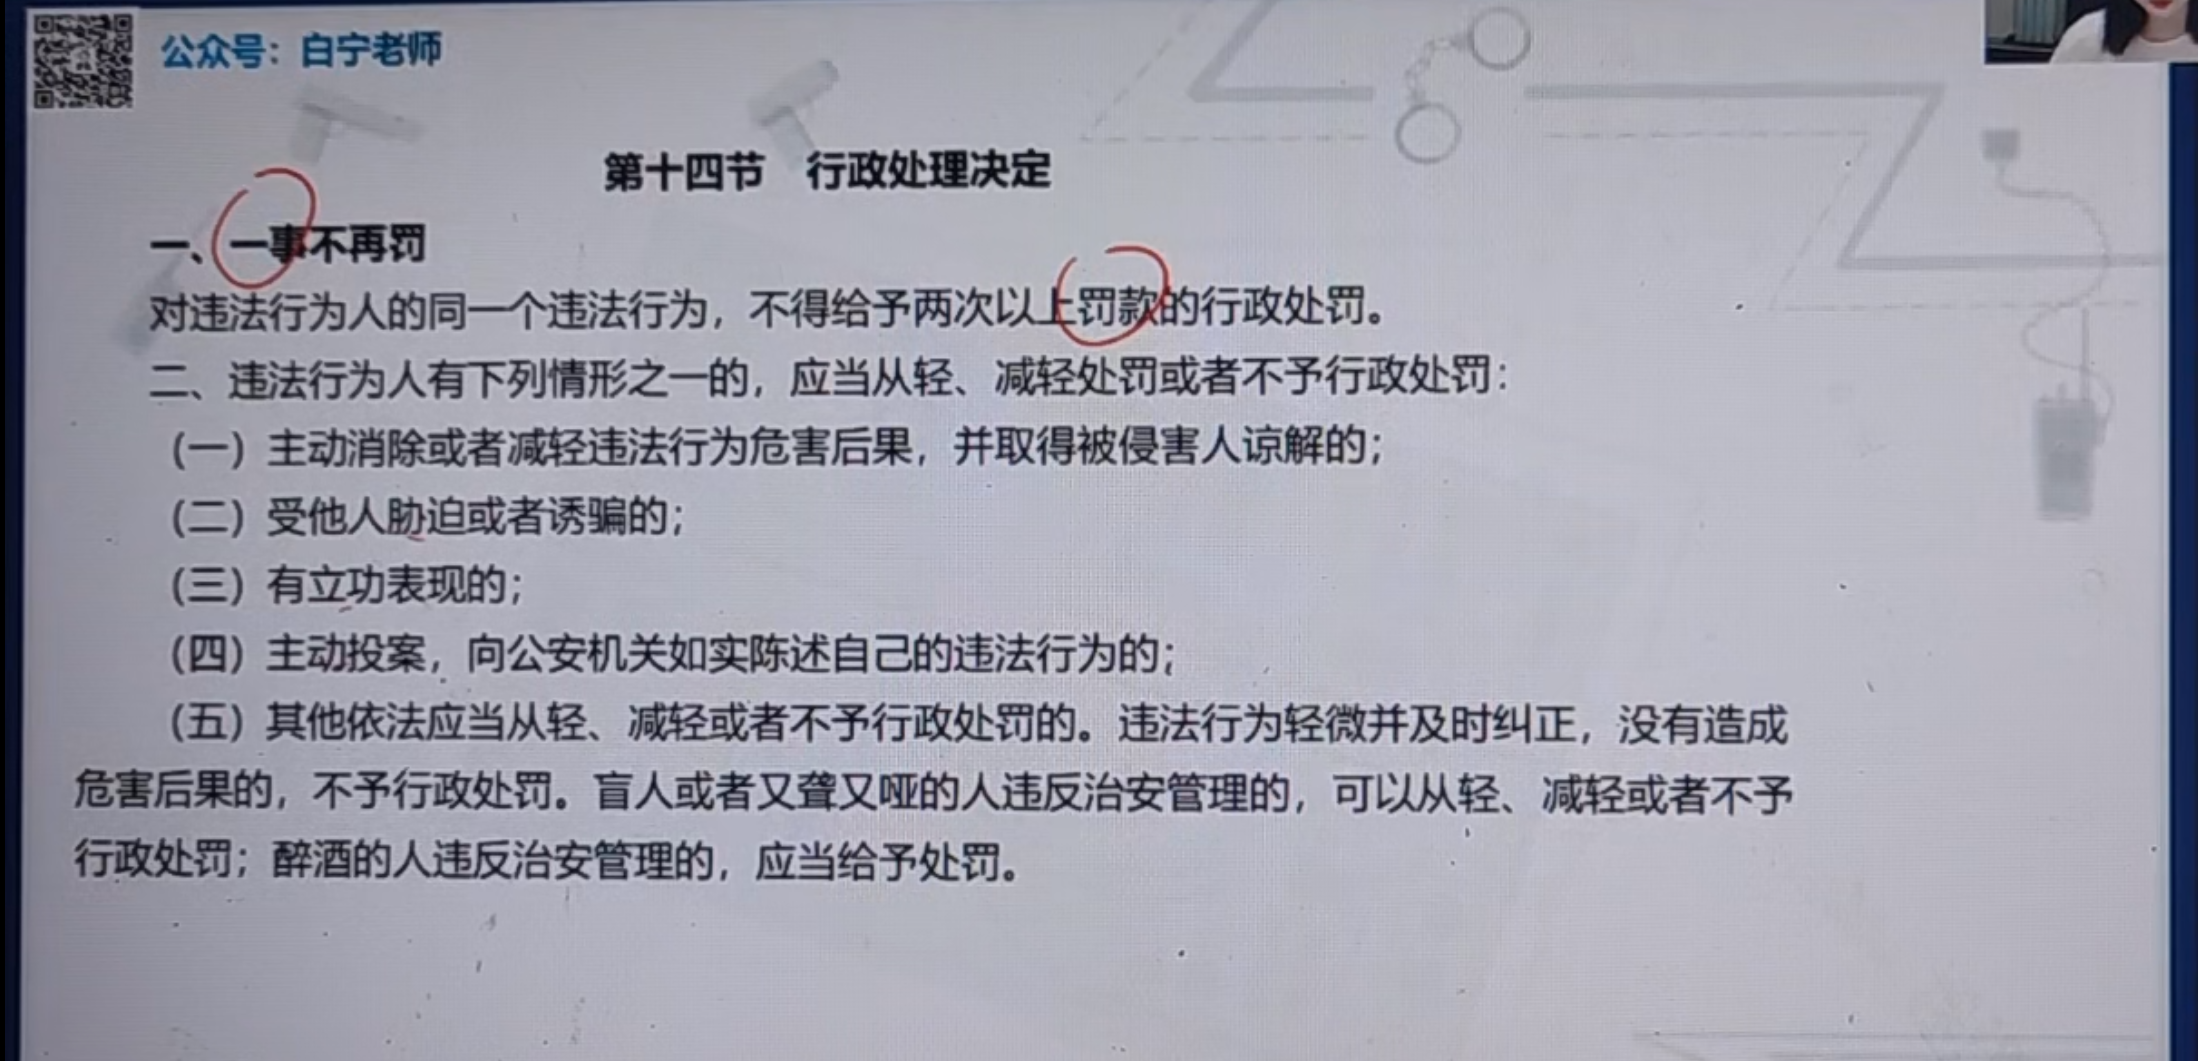 公众号：白宁老师
第十四节 行政处理决定
一、一事不再罚
对违法行为人的同一个违法行为，不得给予两次以上罚款的行政处罚。
二、违法行为人有下列情形之一的，应当从轻、减轻处罚或者不予行政处罚：
（一）主动消除或者减轻违法行为危害后果，并取得被侵害人谅解的；
（二）受他人胁迫或者诱骗的；
（三）有立功表现的；
（四）主动投案，向公安机关如实陈述自己的违法行为的；
（五）其他依法应当从轻、减轻或者不予行政处罚的。违法行为轻微并及时纠正，没有造成
危害后果的，不予行政处罚。盲人或者又聋又哑的人违反治安管理的，可以从轻、减轻或者不予
行政处罚；醉酒的人违反治安管理的，应当给予处罚。